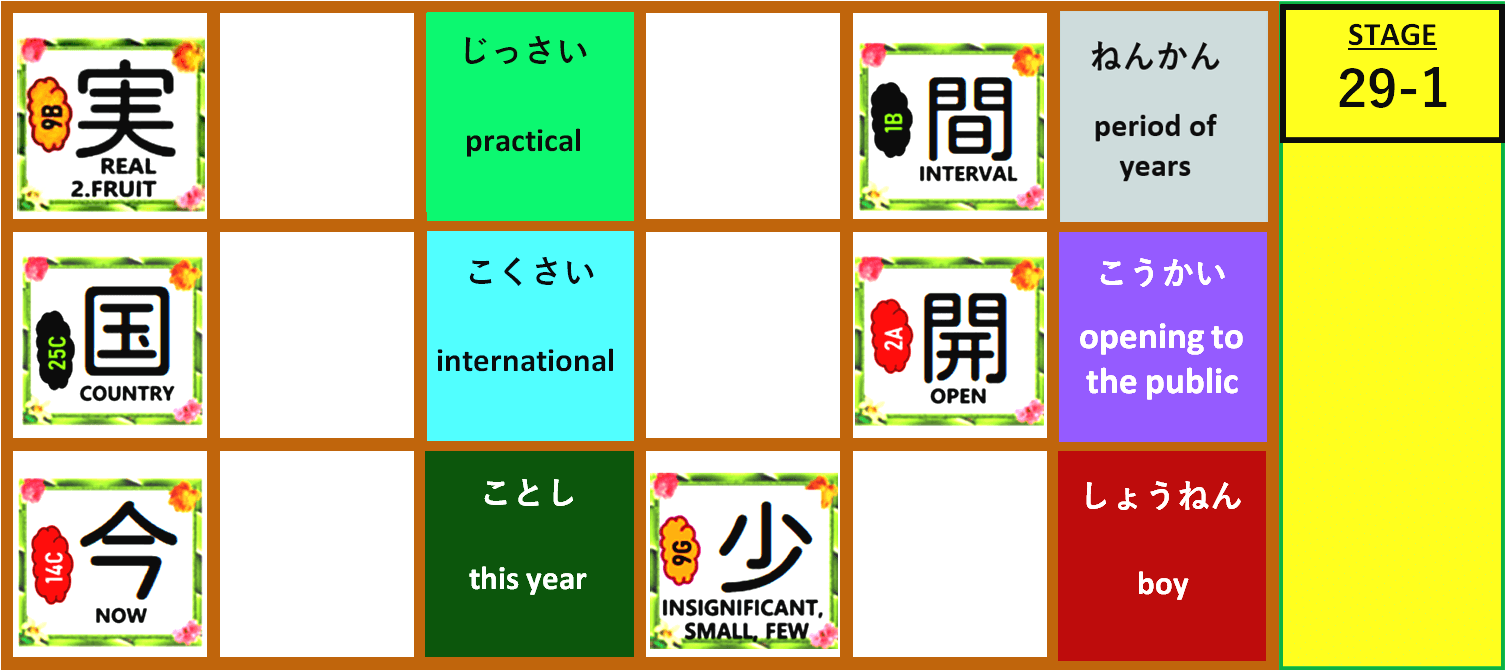 9B
実
REAL
2.FRUIT
じっさい
practical
1B
間
INTERVAL
ねんかん
period of
years
STAGE
29-1
25C
国
COUNTRY
こくさい
international
2A
開
OPEN
こうかい
opening to
the public
14C
今
NOW
ことし
this year
9G
少
INSIGNIFICANT,
SMALL, FEW
しょうねん
boy